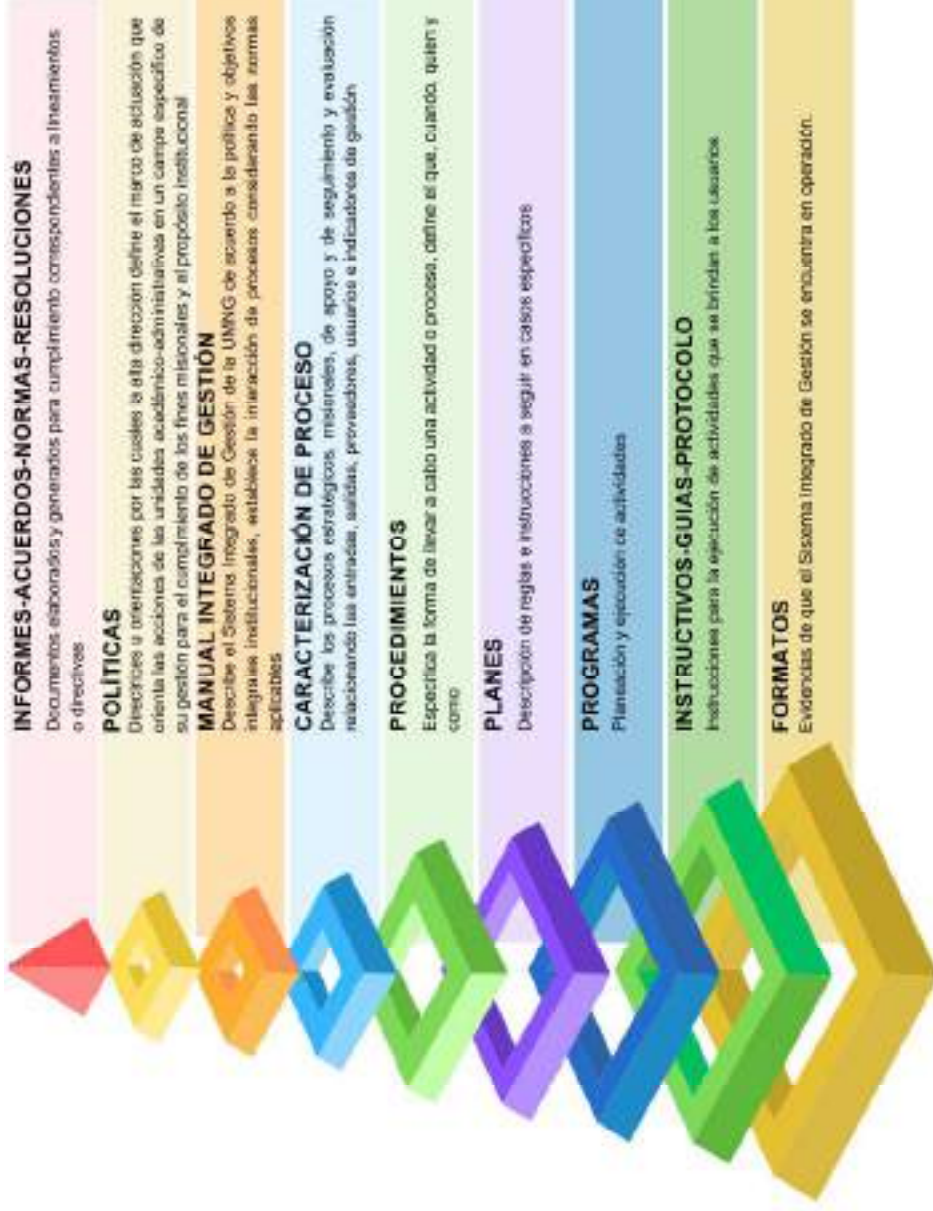 INFORMES-ACUERDOS-NORMAS-RESOLUCIONES
Documentos elaborados y generados para cumplimiento correspondientes a lineamientos
o directivas
POLÍTICAS
Directrices u orientaciones por las cuales la alta dirección define el marco de actuación que
orienta las acciones de las unidades académico-administrativas en un campo específico de
su gestión para el cumplimiento de los fines misionales y al propósito institucional
MANUAL INTEGRADO DE GESTIÓN
Describe el Sistema Integrado de Gestión de la UMNG de acuerdo a la política y objetivos
integrales institucionales, establece la interacción de procesos considerando las normas
aplicables
CARACTERIZACIÓN DE PROCESO
Describe los procesos estratégicos, misionales, de apoyo y de seguimiento y evaluación
relacionando las entradas, salidas, proveedores, usuarios e indicadores de gestión
PROCEDIMIENTOS
Especifica la forma de llevar a cabo una actividad o proceso, define el que, cuando, quien y
como
PLANES
Descripción de reglas e instrucciones a seguir en casos específicos
PROGRAMAS
Planeación y ejecución de actividades
INSTRUCTIVOS-GUIAS-PROTOCOLO
Instrucciones para la ejecución de actividades que se brindan a los usuarios
FORMATOS
Evidencias de que el Sistema Integrado de Gestión se encuentra en operación.